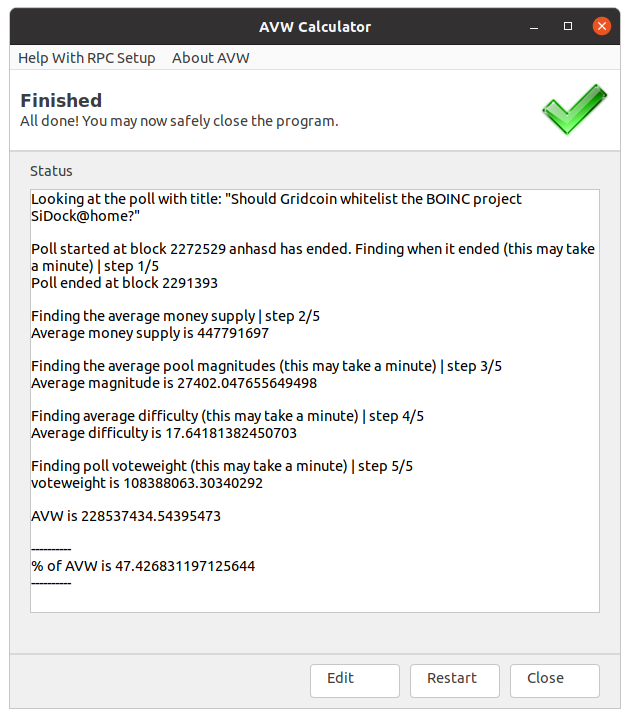 AVW Calculator
Help With RPC Setup About AVW
Finished
All done! You may now safely close the program.
Status
Looking at the poll with title: "Should Gridcoin whitelist the BOINC project
SiDock@home?"
Poll started at block 2272529 anhasd has ended. Finding when it ended (this may take
a minute) | step 1/5
Poll ended at block 2291393
Finding the average money supply | step 2/5
Average money supply is 447791697
Finding the average pool magnitudes (this may take a minute) | step 3/5
Average magnitude is 27402.047655649498
Finding average difficulty (this may take a minute) | step 4/5
Average difficulty is 17.64181382450703
Finding poll voteweight (this may take a minute) | step 5/5
voteweight is 108388063.30340292
AVW is 228537434.54395473
----------
% of AVW is 47.426831197125644
----------
Edit Restart Close